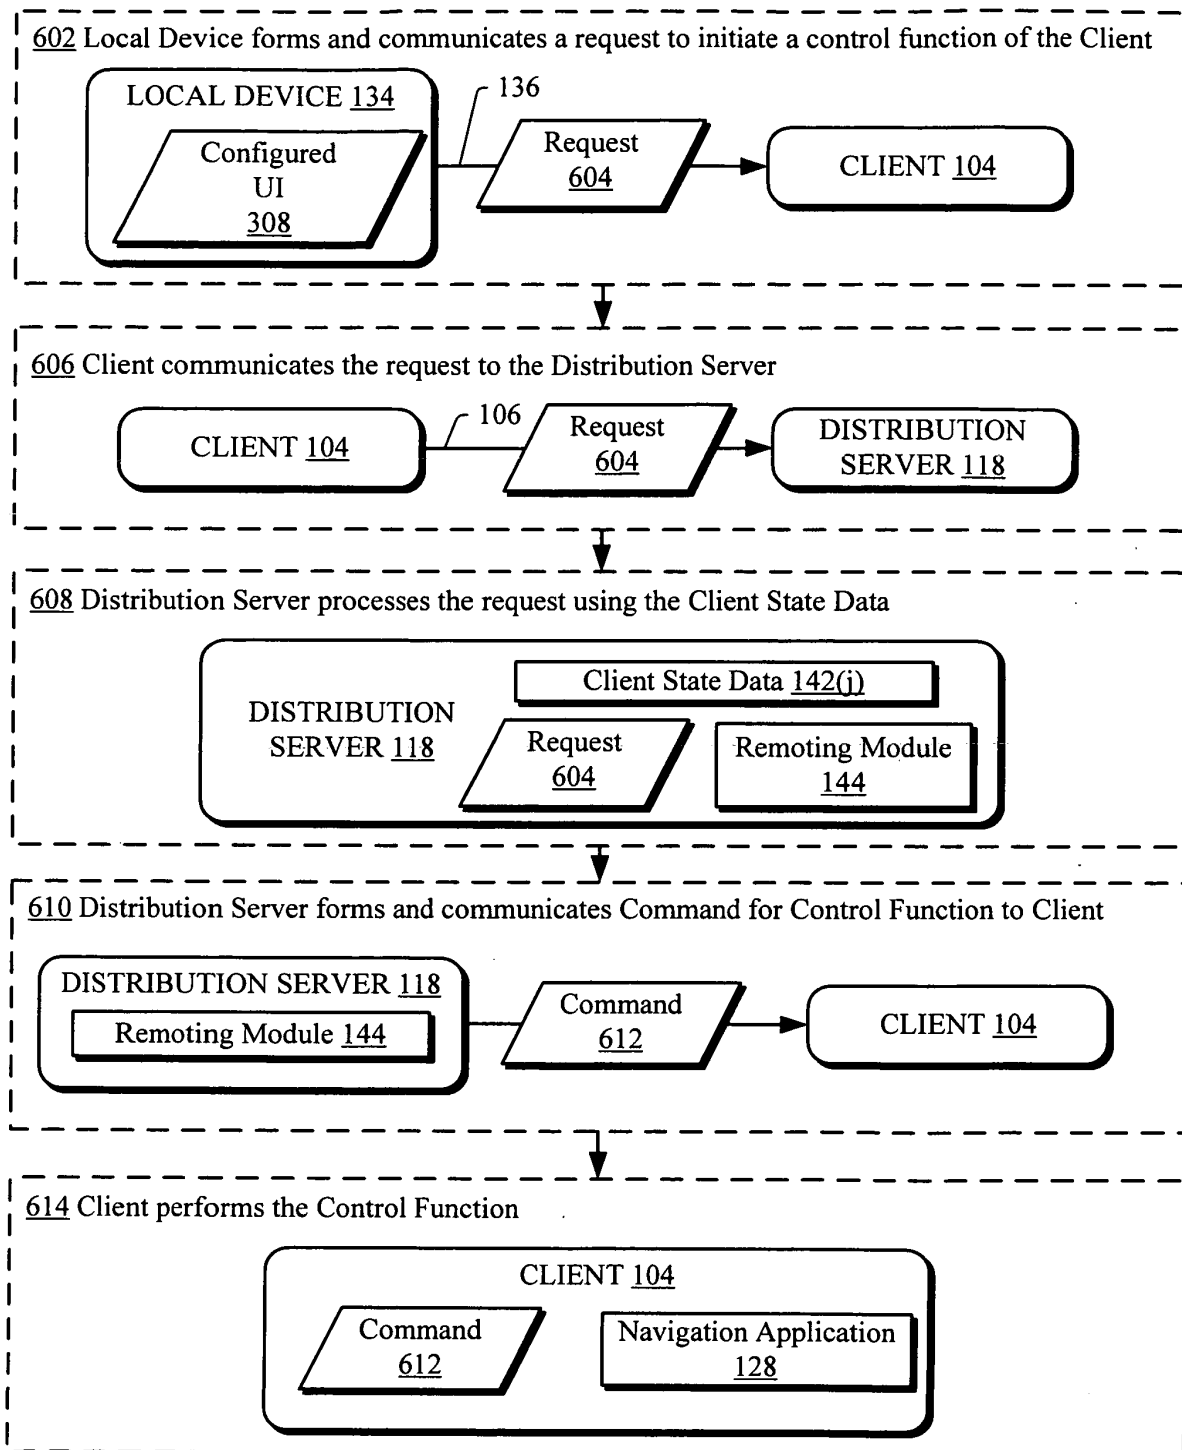 602 Local Device forms and communicates a request to initiate a control function of the Client
LOCAL DEVICE 134
136
Configured
UI
308
Request
604
CLIENT 104
606 Client communicates the request to the Distribution Server
CLIENT 104
106
Request
604
DISTRIBUTION
SERVER 118
608 Distribution Server processes the request using the Client State Data
Client State Data 142(j)
DISTRIBUTION
SERVER 118
Request
604
Remoting Module
144
610 Distribution Server forms and communicates Command for Control Function to Client
DISTRIBUTION SERVER 118
Remoting Module 144
Command
612
CLIENT 104
614 Client performs the Control Function
CLIENT 104
Command
612
Navigation Application
128